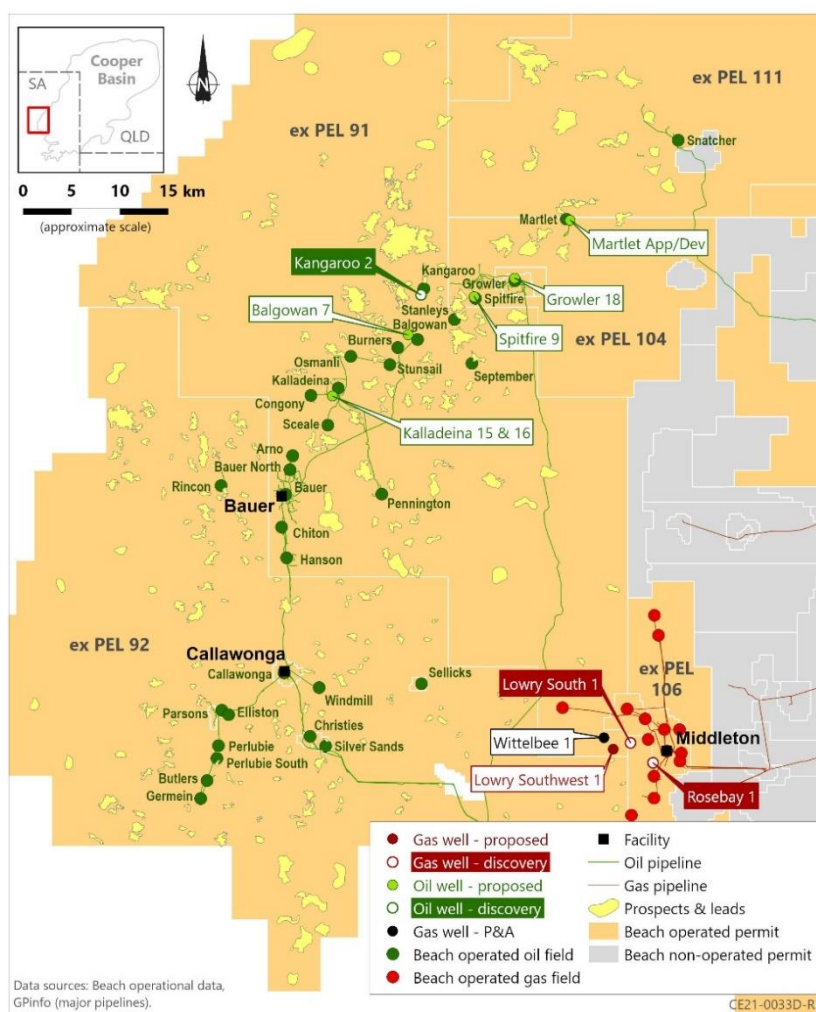 Cooper
Basin
SA
QLD
N
0 5 10 15 km
(approximate scale)
ex PEL 111
ex PEL 91
Snatcher
Martlet
Martlet App/Dev
Kangaroo 2
Kangaroo
Growler
Spitfire
Growler 18
Stanleys
Balgowan 7
Balgowan
Spitfire 9
ex PEL 104
Burners
Osmanli
Stunsail
September
Kalladeina
Congony
Kalladeina 15 & 16
Sceale
Arno
Bauer North
Rincon
Bauer
Bauer
Pennington
Chiton
Hanson
ex PEL 92
Callawonga
Callawonga
Sellicks
ex PEL
106
Windmill
Lowry South 1
Parsons
Elliston
Christies
Wittelbee 1
Middleton
Perlubie
Silver Sands
Perlubie South
Lowry Southwest 1
Butlers
Rosebay 1
Germein
Gas well - proposed
Gas well - discovery
Oil well - proposed
Oil well - discovery
Gas well - P&A
Beach operated oil field
Beach operated gas field
Facility
Oil pipeline
Gas pipeline
Prospects & leads
Beach operated permit
Beach non-operated permit
Data sources: Beach operational data,
GPinfo (major pipelines).
CE21-0033D-R